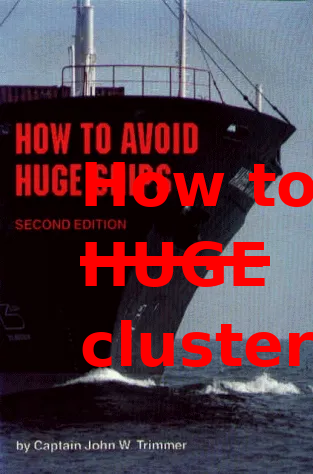 HOW TO AVOID
HUGE SHIPS
How to
HUGE
SECOND EDITION
cluster
by Captain John W. Trimmer